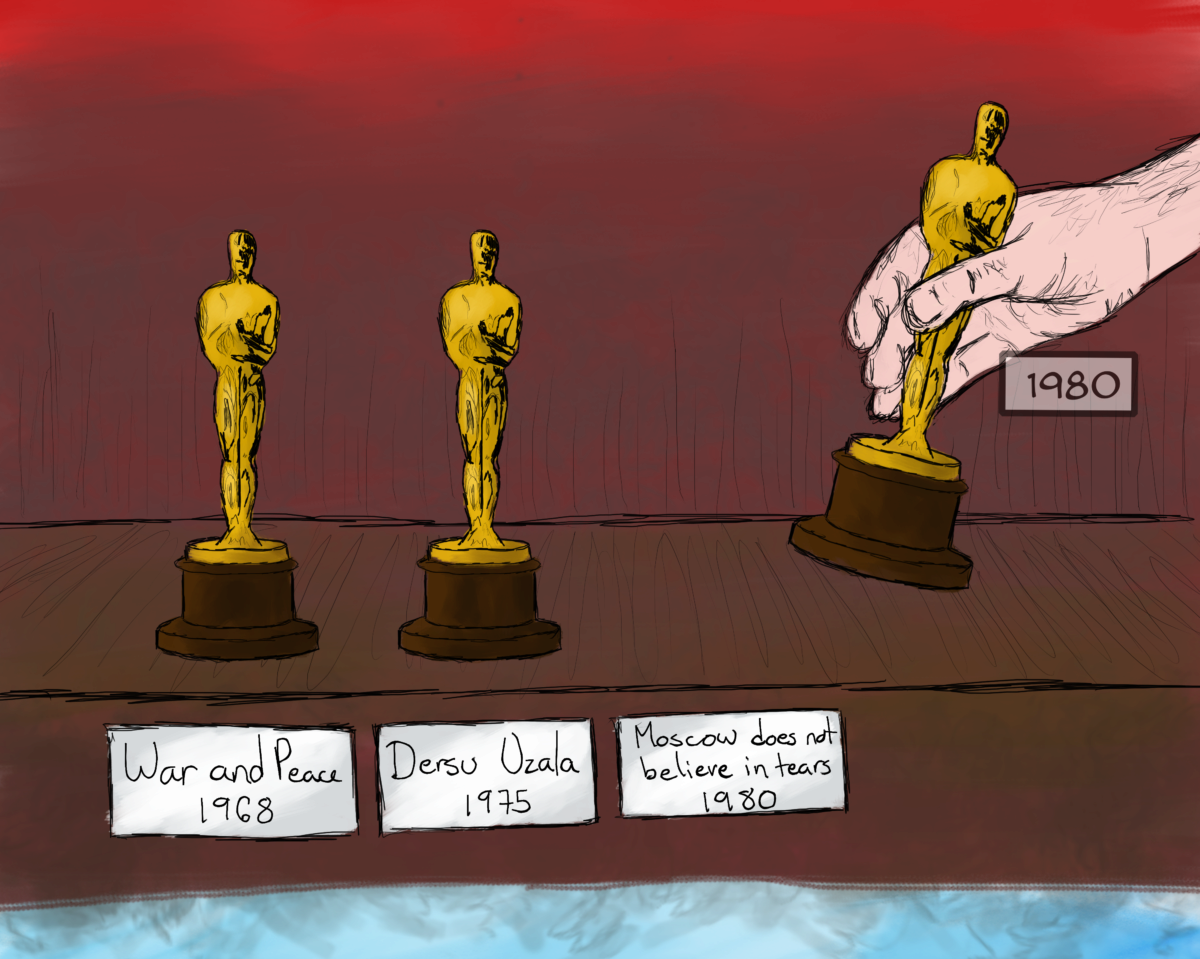 1980
War and Peace
1968
Dersu Uzala
1975
Moscow does not
believe in tears
1980